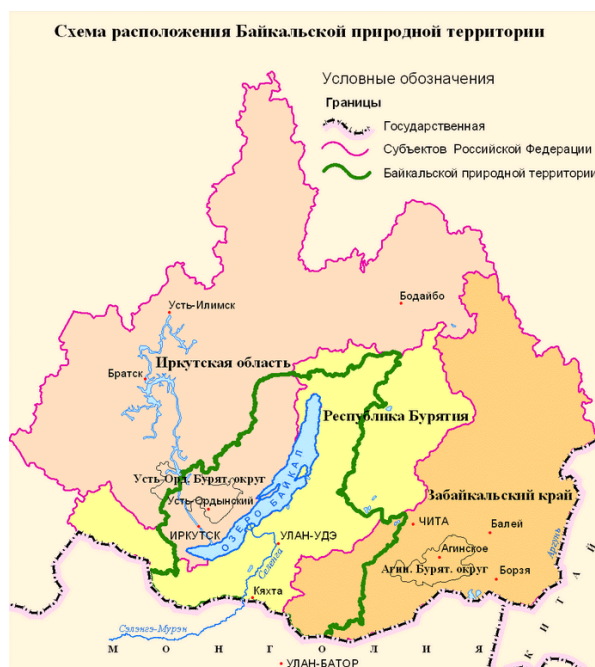 Схема расположения Байкальской природной территории
Условные обозначения
Границы
Государственная
Субъектов Российской Федерации
Байкальской природной территории
Бодайбо
Усть-Илимск
Иркутская область
Братск
Республика Бурятия
Усть-Орд. Бурят. округ
Забайкальский край
Усть-Ордынский
ОЗЕРО БАЙКАЛ
ИРКУТСК
УЛАН-УДЭ
ЧИТА
Балей
Аргунь
Агинское
Селенга
Агин. Бурят. округ
Борзя
Кяхта
Сэлэнгэ-Мурэн
МОНГОЛИЯ
КИТАЙ
УЛАН-БАТОР